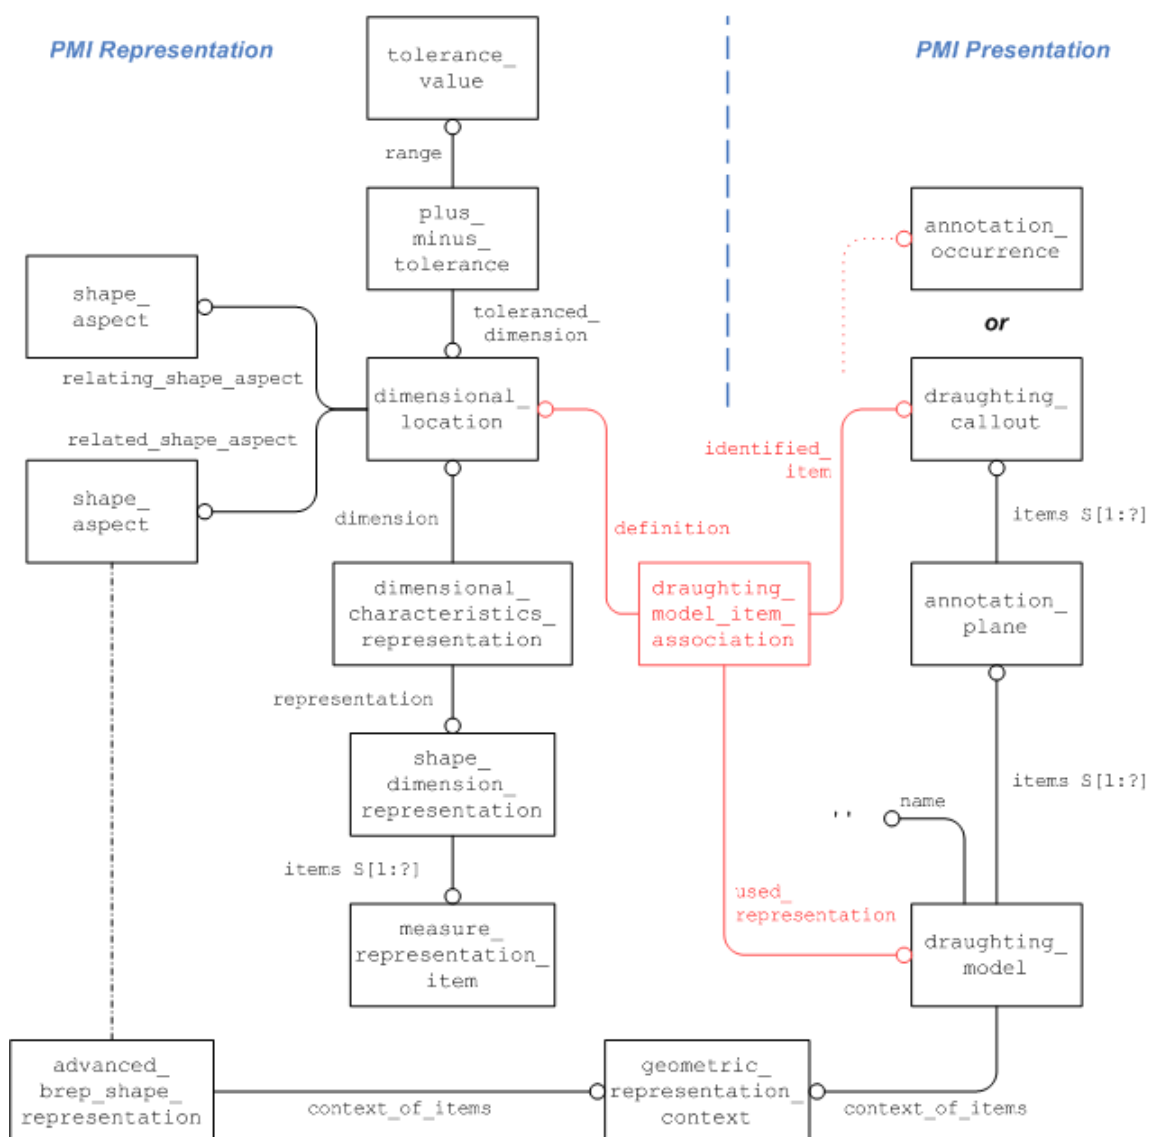 PMI Representation
PMI Presentation
tolerance_
value
range
plus_
minus_
tolerance
annotation_
occurrence
shape_
aspect
toleranced_
dimension
or
relating_shape_aspect
dimensional_
location
draughting_
callout
related_shape_aspect
identified_
item
shape_
aspect
dimension
definition
items S[1:?]
dimensional_
characteristics_
representation
draughting_
model_item_
association
annotation_
plane
representation
shape_
dimension_
representation
items S[1:?]
' '
name
items S[1:?]
used_
representation
measure_
representation_
item
draughting_
model
advanced_
brep_shape_
representation
geometric_
representation_
context
context_of_items
context_of_items